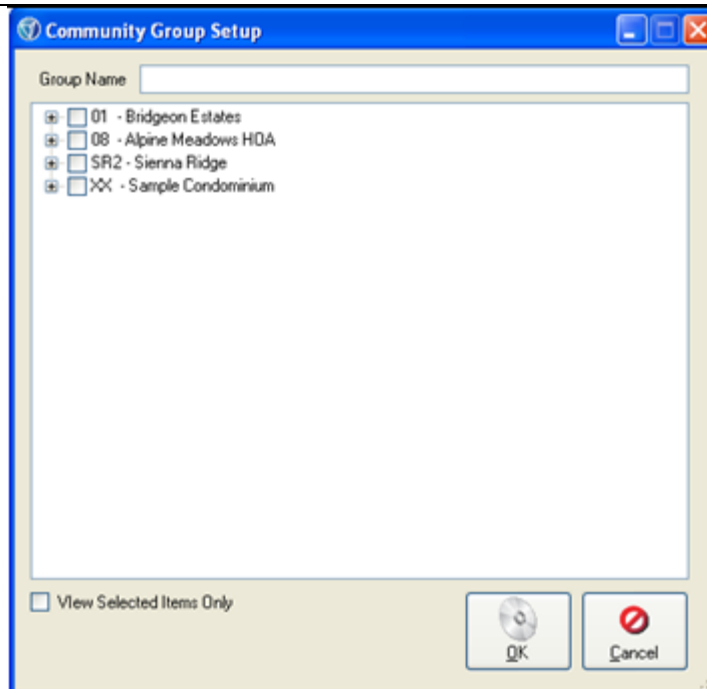 Community Group Setup
Group Name
01 - Bridgeon Estates
08 - Alpine Meadows HOA
SR2 - Sienna Ridge
XX - Sample Condominium
VIew Selected Items Only
OK
Cancel